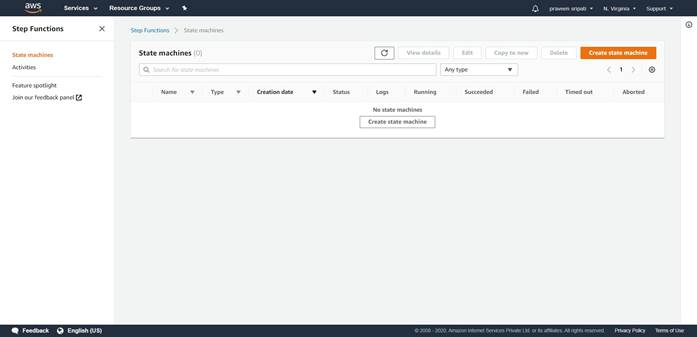 aws Services Resource Groups praveen sripati N. Virginia Support
Step Functions
State machines
Activities
Feature spotlight
Join our feedback panel
Step Functions State machines
State machines (0) View details Edit Copy to new Delete Create state machine
Search for state machines Any type 1
Name Type Creation date Status Logs Running Succeeded Failed Timed out Aborted
No state machines
Create state machine
Feedback English (US) © 2008 - 2020, Amazon Internet Services Private Ltd. or its affiliates. All rights reserved. Privacy Policy Terms of Use